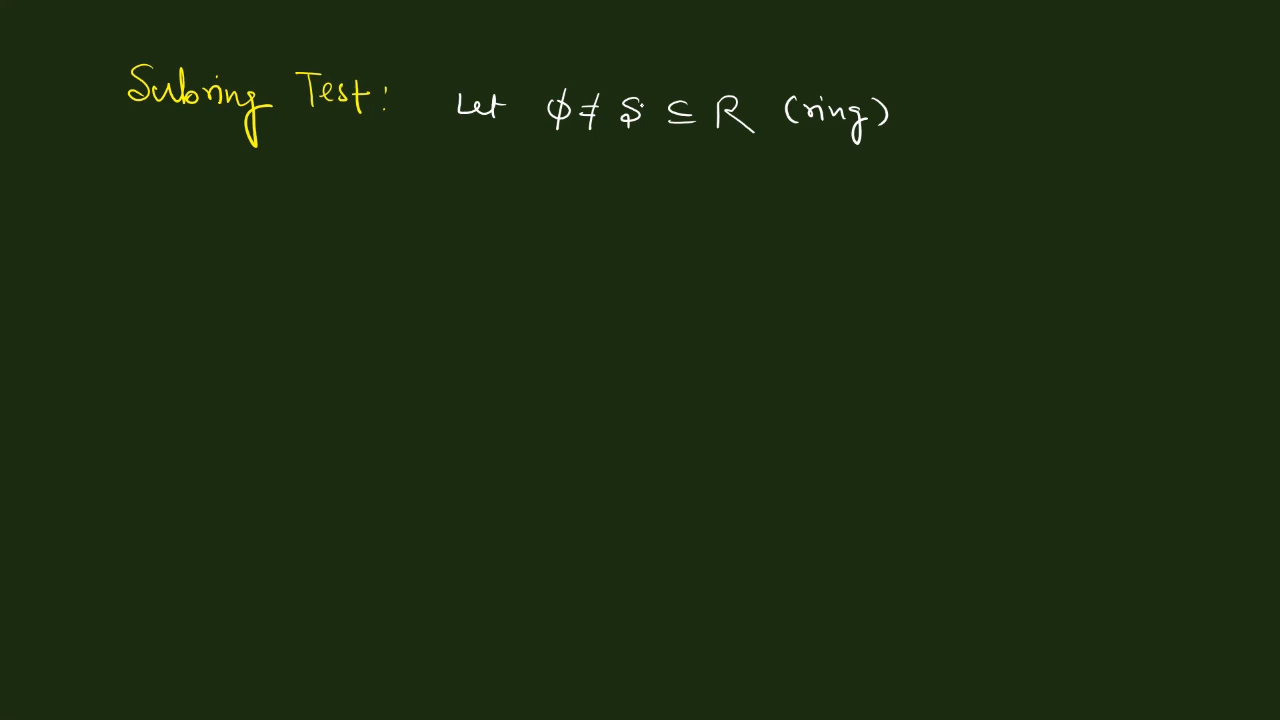 Subring Test: Let ϕ ≠ S ⊆ R (ring)